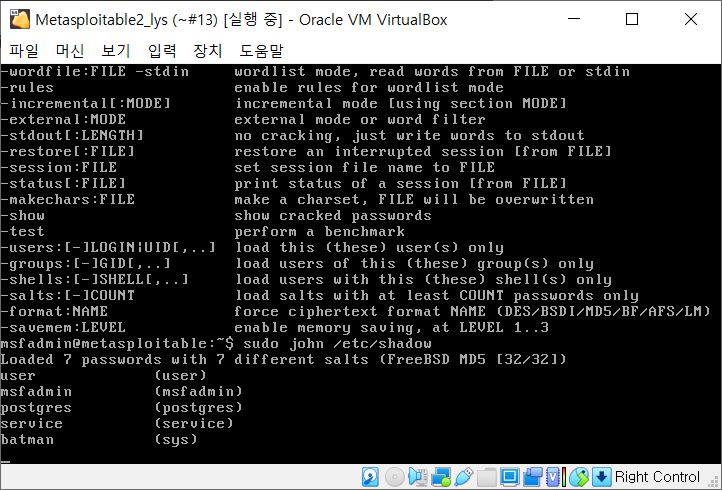 Metasploitable2_lys (~#13) [실행 중] - Oracle VM VirtualBox
파일 머신 보기 입력 장치 도움말
-wordfile:FILE -stdin wordlist mode, read words from FILE or stdin
-rules enable rules for wordlist mode
-incremental[:MODE] incremental mode [using section MODE]
-external:MODE external mode or word filter
-stdout[:LENGTH] no cracking, just write words to stdout
-restore[:FILE] restore an interrupted session [from FILE]
-session:FILE set session file name to FILE
-status[:FILE] print status of a session [from FILE]
-makechars:FILE make a charset, FILE will be overwritten
-show show cracked passwords
-test perform a benchmark
-users:[-]LOGIN|UID[,..] load this (these) user(s) only
-groups:[-]GID[,..] load users of this (these) group(s) only
-shells:[-]SHELL[,..] load users with this (these) shell(s) only
-salts:[-]COUNT load salts with at least COUNT passwords only
-format:NAME force ciphertext format NAME (DES/BSDI/MD5/BF/AFS/LM)
-savemem:LEVEL enable memory saving, at LEVEL 1..3
msfadmin@metasploitable:~$ sudo john /etc/shadow
Loaded 7 passwords with 7 different salts (FreeBSD MD5 [32/32])
user (user)
msfadmin (msfadmin)
postgres (postgres)
service (service)
batman (sys)
Right Control